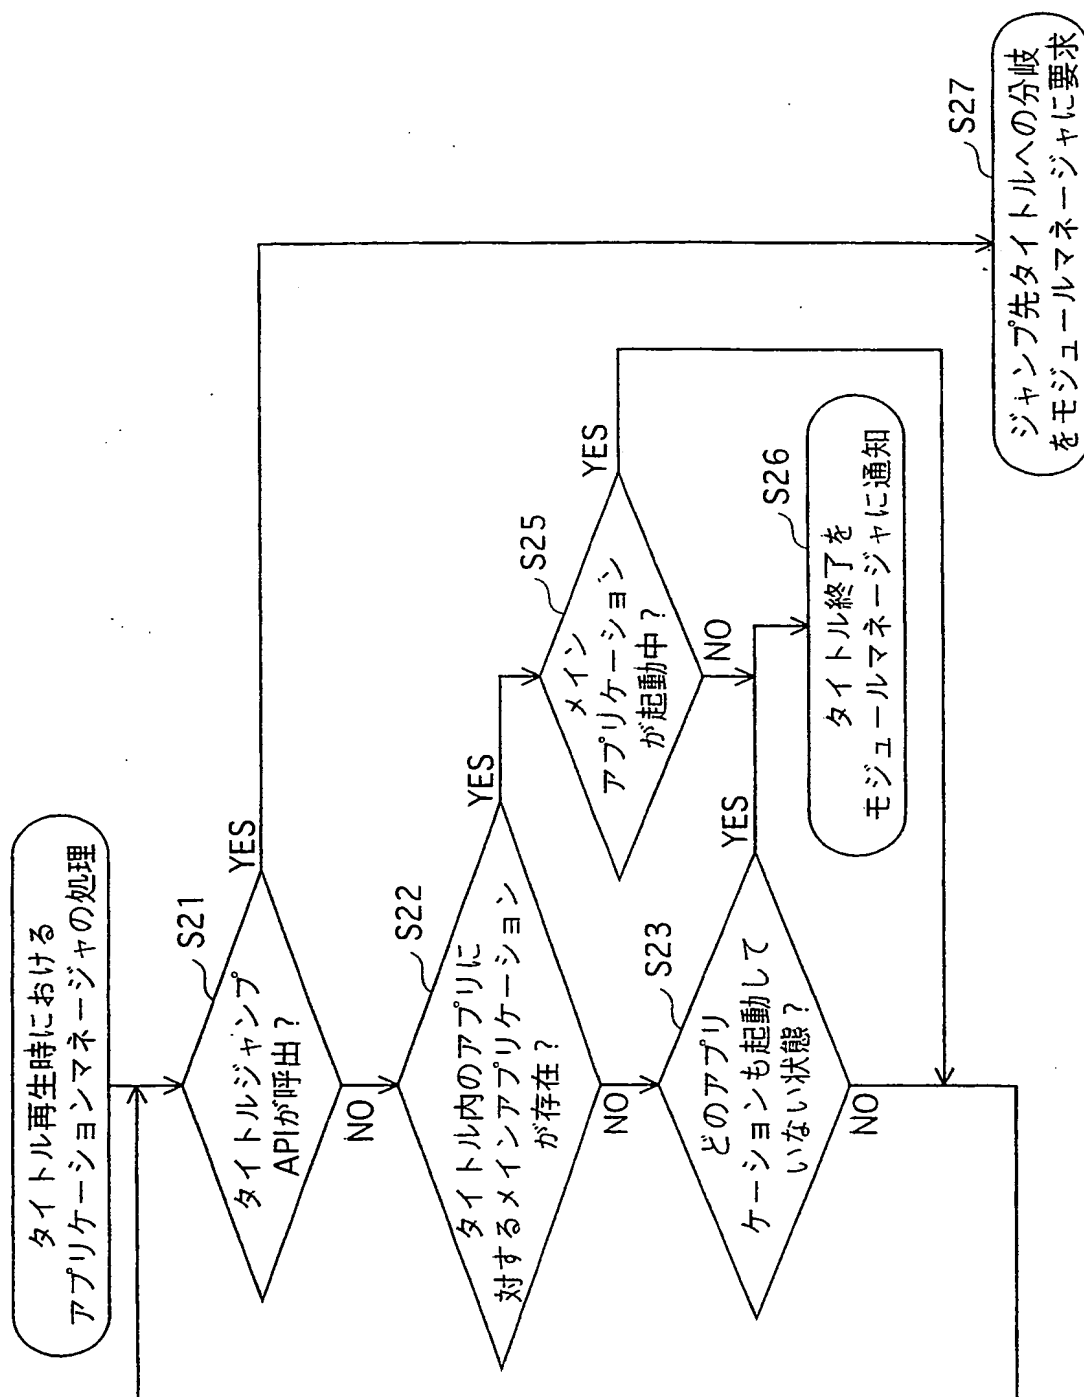 タイトル再生時における
アプリケーションマネージャの処理
S21
タイトルジャンプ
APIが呼出？
YES
NO
S22
タイトル内のアプリに
対するメインアプリケーション
が存在？
YES
NO
S25
メイン
アプリケーション
が起動中？
YES
NO
S23
どのアプリ
ケーションも起動して
いない状態？
YES
NO
S26
タイトル終了を
モジュールマネージャに通知
S27
ジャンプ先タイトルへの分岐
をモジュールマネージャに要求